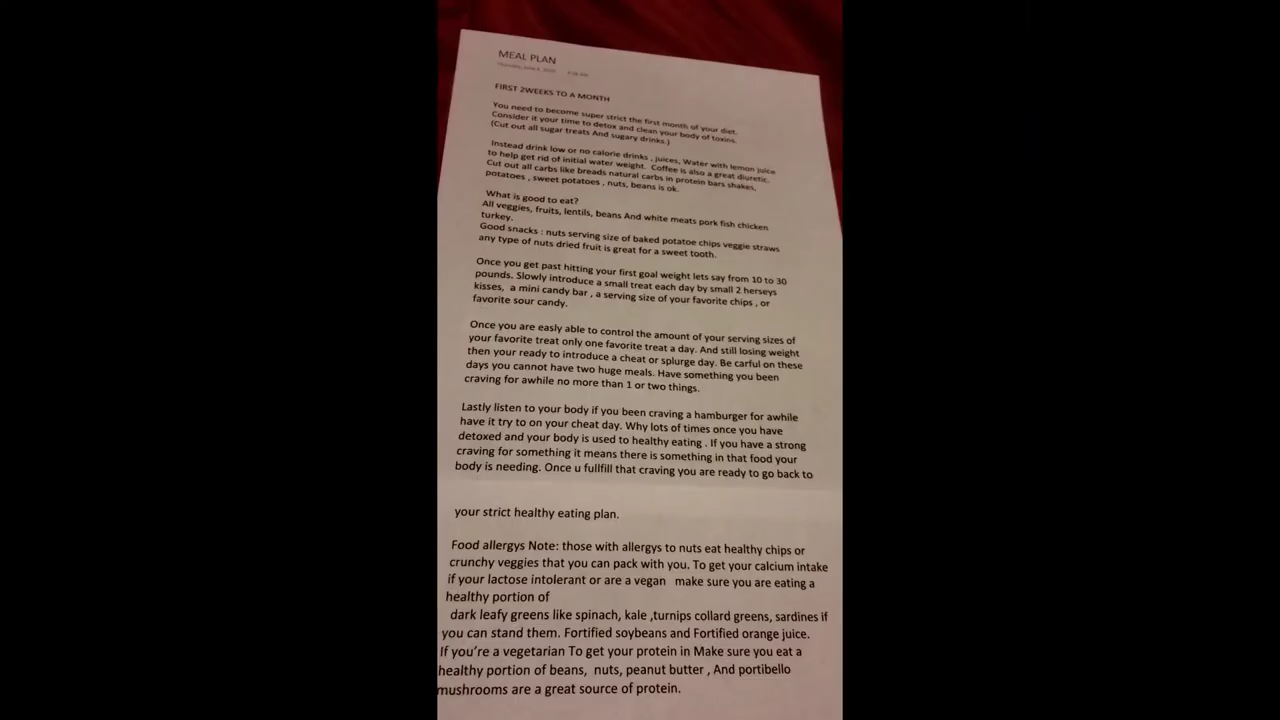 MEAL PLAN
FIRST 2WEEKS TO A MONTH
You need to become super strict the first month of your diet.
Consider it your time to detox and clean your body of toxins.
(Cut out all sugar treats And sugary drinks.)
Instead drink low or no calorie drinks , juices, Water with lemon juice
to help get rid of initial water weight. Coffee is also a great diuretic.
Cut out all carbs like breads natural carbs in protein bars shakes,
potatoes , sweet potatoes , nuts, beans is ok.
What is good to eat?
All veggies, fruits, lentils, beans And white meats pork fish chicken
turkey.
Good snacks : nuts serving size of baked potatoe chips veggie straws
any type of nuts dried fruit is great for a sweet tooth.
Once you get past hitting your first goal weight lets say from 10 to 30
pounds. Slowly introduce a small treat each day by small 2 herseys
kisses, a mini candy bar , a serving size of your favorite chips , or
favorite sour candy.
Once you are easly able to control the amount of your serving sizes of
your favorite treat only one favorite treat a day. And still losing weight
then your ready to introduce a cheat or splurge day. Be carful on these
days you cannot have two huge meals. Have something you been
craving for awhile no more than 1 or two things.
Lastly listen to your body if you been craving a hamburger for awhile
have it try to on your cheat day. Why lots of times once you have
detoxed and your body is used to healthy eating . If you have a strong
craving for something it means there is something in that food your
body is needing. Once u fullfill that craving you are ready to go back to
your strict healthy eating plan.
Food allergys Note: those with allergys to nuts eat healthy chips or
crunchy veggies that you can pack with you. To get your calcium intake
if your lactose intolerant or are a vegan make sure you are eating a
healthy portion of
dark leafy greens like spinach, kale ,turnips collard greens, sardines if
you can stand them. Fortified soybeans and Fortified orange juice.
If you're a vegetarian To get your protein in Make sure you eat a
healthy portion of beans, nuts, peanut butter , And portibello
mushrooms are a great source of protein.